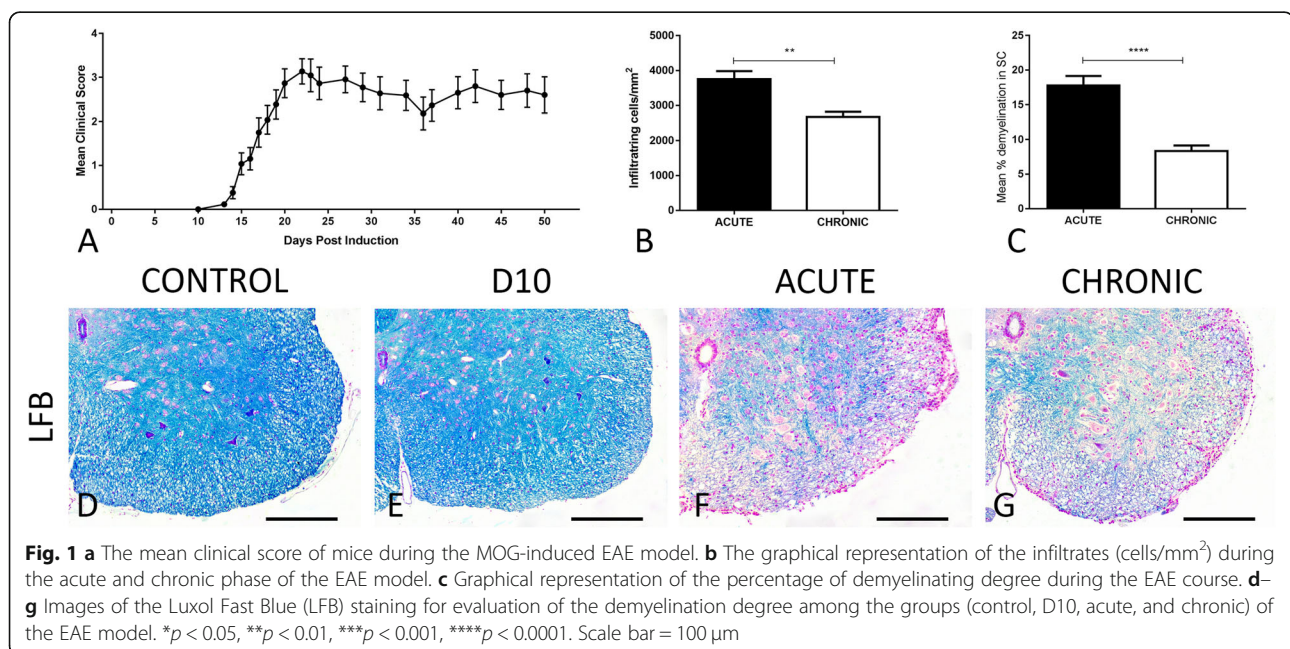 Mean Clinical Score
4
3
2
1
0
0 5 10 15 20 25 30 35 40 45 50
Days Post Induction
A
Infiltratring cells/mm²
5000
4000
3000
2000
1000
0
**
ACUTE CHRONIC
B
Mean % demyelination in SC
25
20
15
10
5
0
****
ACUTE CHRONIC
C
CONTROL D10 ACUTE CHRONIC
LFB
D E F G
Fig. 1 a The mean clinical score of mice during the MOG-induced EAE model. b The graphical representation of the infiltrates (cells/mm²) during
the acute and chronic phase of the EAE model. c Graphical representation of the percentage of demyelinating degree during the EAE course. d–
g Images of the Luxol Fast Blue (LFB) staining for evaluation of the demyelination degree among the groups (control, D10, acute, and chronic) of
the EAE model. *p < 0.05, **p < 0.01, ***p < 0.001, ****p < 0.0001. Scale bar = 100 μm